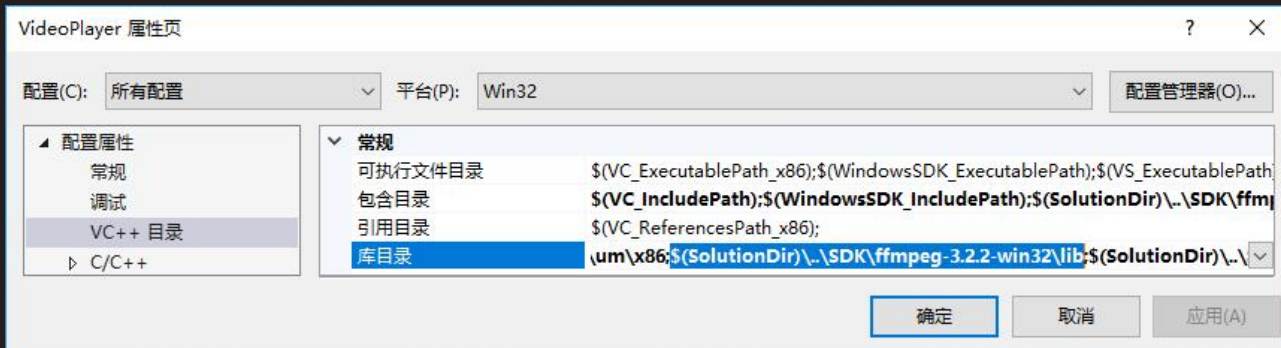 VideoPlayer 属性页
配置(C): 所有配置 平台(P): Win32 配置管理器(O)...
配置属性
常规
调试
VC++ 目录
C/C++
常规
可执行文件目录 $(VC_ExecutablePath_x86);$(WindowsSDK_ExecutablePath);$(VS_ExecutablePath
包含目录 $(VC_IncludePath);$(WindowsSDK_IncludePath);$(SolutionDir)\..\SDK\ffm
引用目录 $(VC_ReferencesPath_x86);
库目录 \um\x86;$(SolutionDir)\..\SDK\ffmpeg-3.2.2-win32\lib;$(SolutionDir)\..\
确定 取消 应用(A)